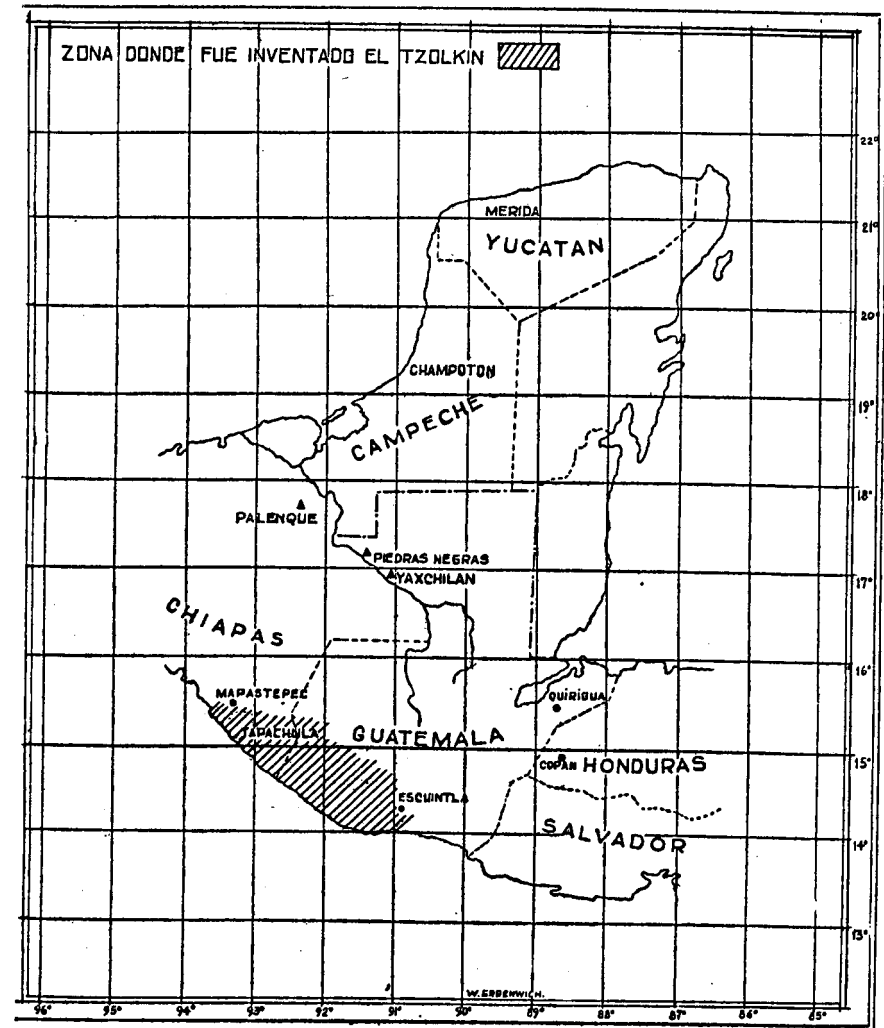 ZONA DONDE FUE INVENTADO EL TZOLKIN
22°
MERIDA
21°
YUCATAN
20°
CHAMPOTON
19°
CAMPECHE
18°
PALENQUE
PIEDRAS NEGRAS
YAXCHILAN
17°
CHIAPAS
16°
MAPASTEPEC
QUIRIGUA
TAPACHULA
GUATEMALA
15°
COPAN HONDURAS
ESCUINTLA
SALVADOR
14°
13°
96° 95° 94° 93° 92° 91° 90° 89° 88° 87° 86° 85°